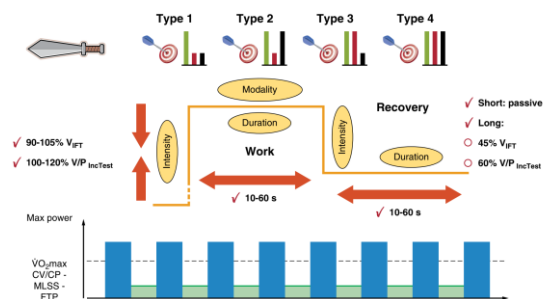 Type 1 Type 2 Type 3 Type 4
Modality
Duration
Work
Intensity
90-105% VIFT
100-120% V/P IncTest
10-60 s
Recovery
Intensity
Duration
10-60 s
Short: passive
Long:
45% VIFT
60% V/P IncTest
Max power
V̇O2max
CV/CP -
MLSS -
FTP